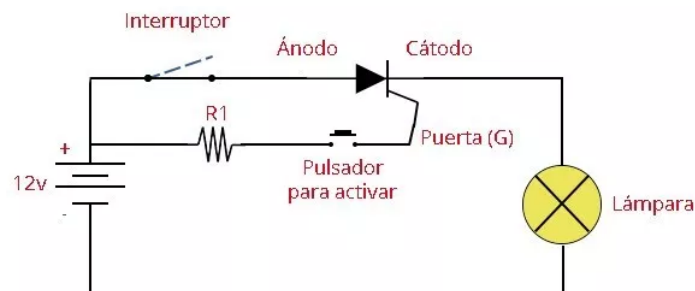 Interruptor
Ánodo
Cátodo
R1
+
Puerta (G)
12v
-
Pulsador
para activar
Lámpara